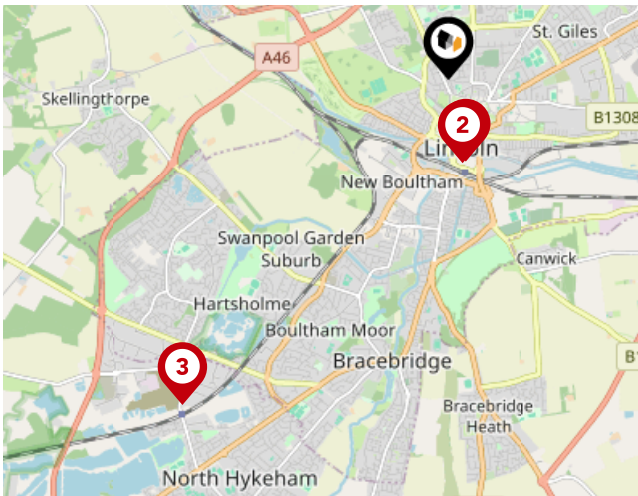 St. Giles
A46
Skellingthorpe
B1308
2
Lincoln
New Boultham
Swanpool Garden
Suburb
Canwick
Hartsholme
Boultham Moor
Bracebridge
B1
3
Bracebridge
Heath
North Hykeham